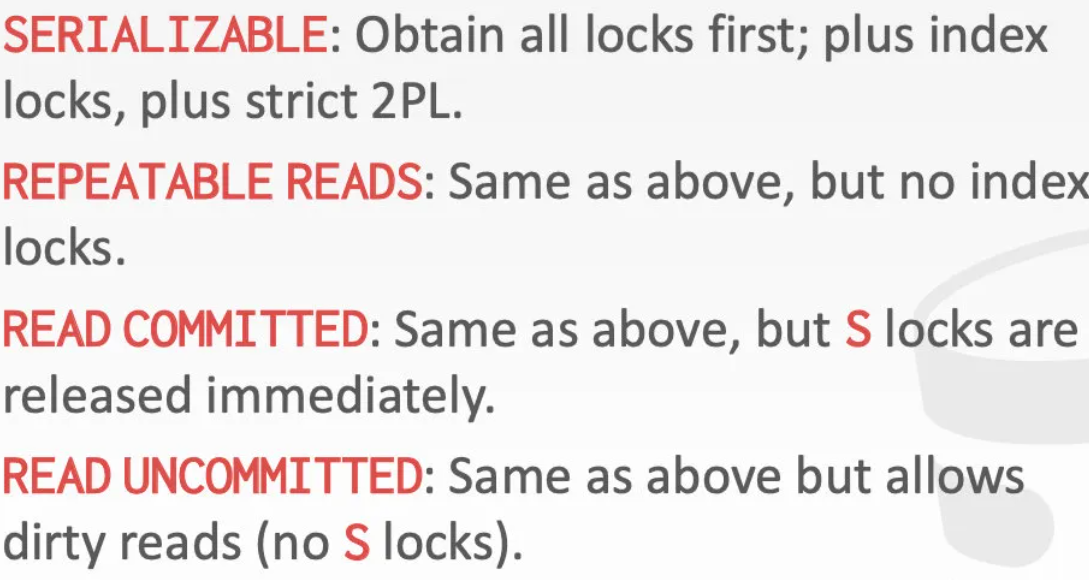 SERIALIZABLE: Obtain all locks first; plus index
locks, plus strict 2PL.
REPEATABLE READS: Same as above, but no index
locks.
READ COMMITTED: Same as above, but S locks are
released immediately.
READ UNCOMMITTED: Same as above but allows
dirty reads (no S locks).